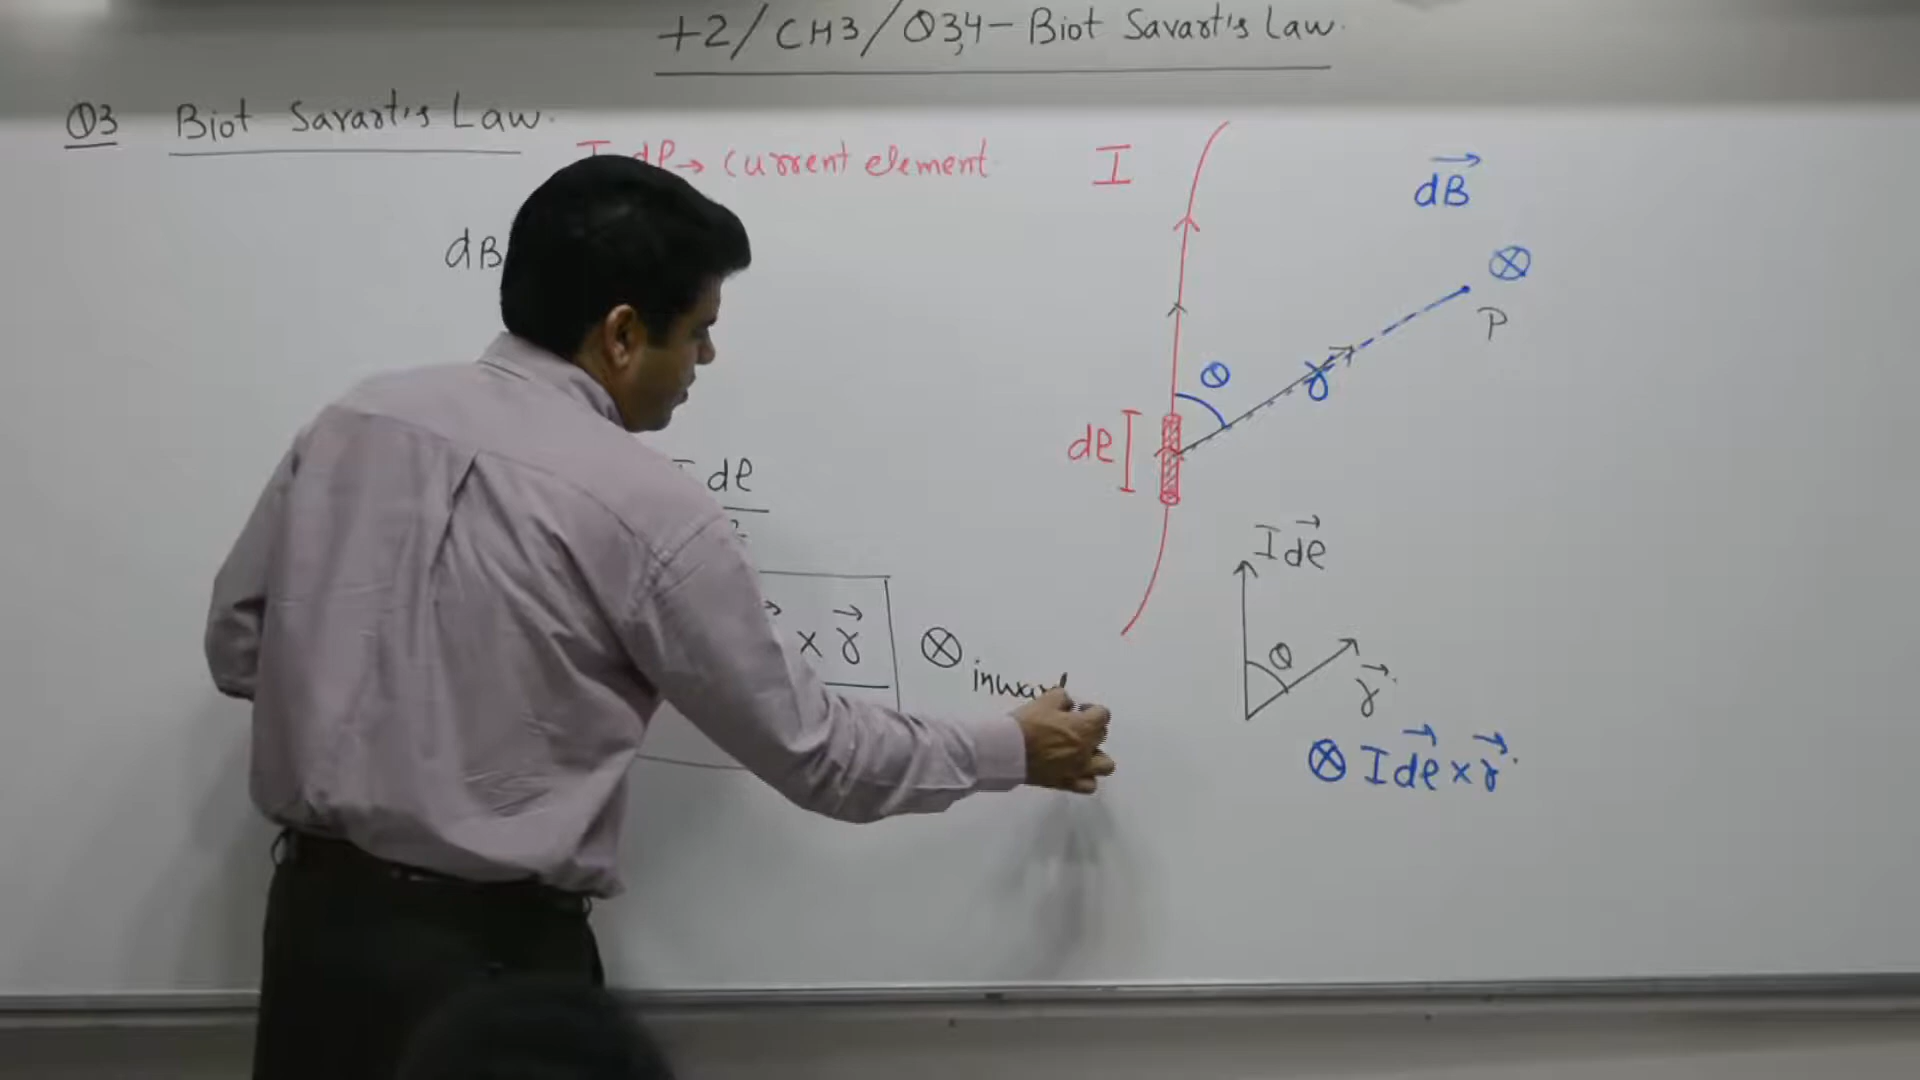 +2/CH3/Q3,4 - Biot Savart's Law.
Q3 Biot Savart's Law.
I dl → current element
I
dB
dB
⊗
P
θ
r
dl
dl
I dl
× r ⊗
inward
θ
r
⊗ I dl × r